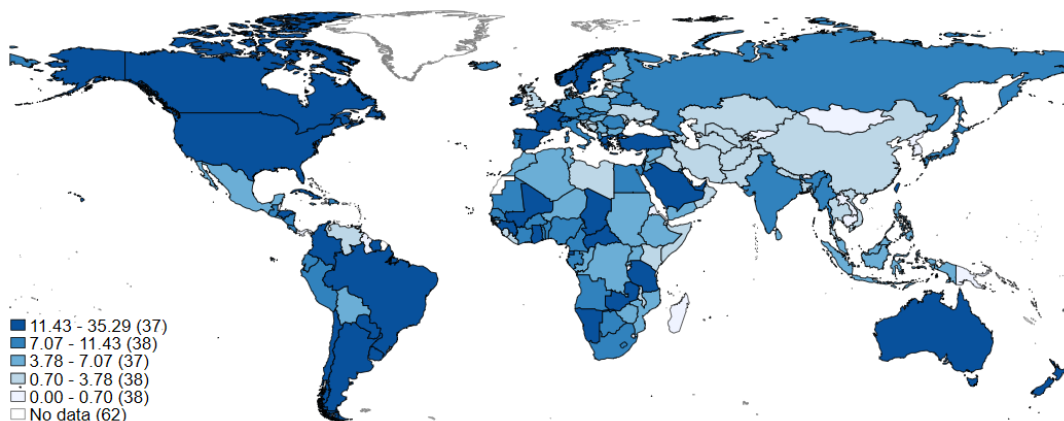 11.43 - 35.29 (37)
7.07 - 11.43 (38)
3.78 - 7.07 (37)
0.70 - 3.78 (38)
0.00 - 0.70 (38)
No data (62)